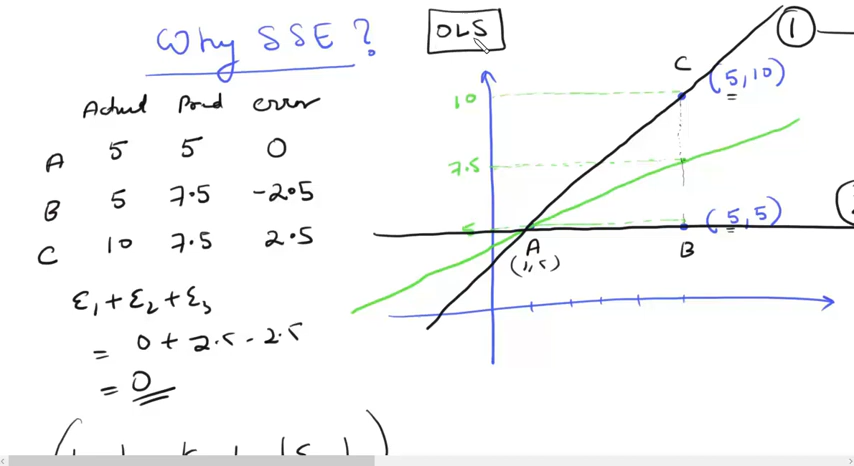 Why SSE?
OLS
1
Actual Pred error
A 5 5 0
B 5 7.5 -2.5
C 10 7.5 2.5
ε₁+ε₂+ε₃
= 0 + 2.5 - 2.5
= 0
C
(5,10)
10
7.5
5
(5,5)
A
B
(1,5)